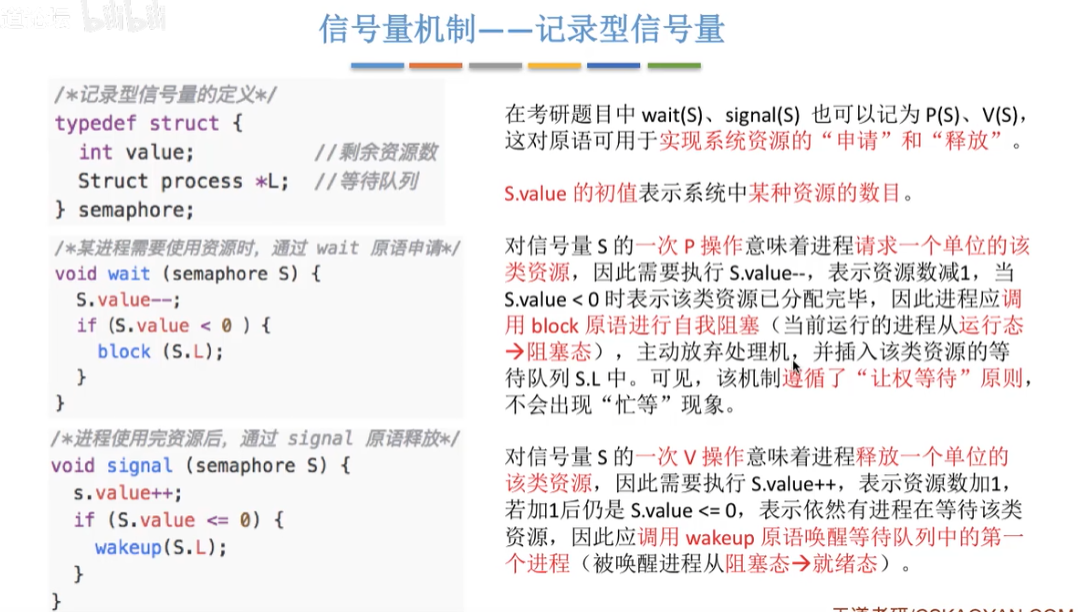 信号量机制——记录型信号量
/*记录型信号量的定义*/
typedef struct {
int value; //剩余资源数
Struct process *L; //等待队列
} semaphore;
/*某进程需要使用资源时，通过 wait 原语申请*/
void wait (semaphore S) {
S.value--;
if (S.value < 0 ) {
block (S.L);
}
}
/*进程使用完资源后，通过 signal 原语释放*/
void signal (semaphore S) {
s.value++;
if (S.value <= 0) {
wakeup(S.L);
}
}
在考研题目中 wait(S)、signal(S) 也可以记为 P(S)、V(S)，
这对原语可用于实现系统资源的“申请”和“释放”。
S.value 的初值表示系统中某种资源的数目。
对信号量 S 的一次 P 操作意味着进程请求一个单位的该
类资源，因此需要执行 S.value--，表示资源数减1，当
S.value < 0 时表示该类资源已分配完毕，因此进程应调
用 block 原语进行自我阻塞（当前运行的进程从运行态
→阻塞态），主动放弃处理机，并插入该类资源的等
待队列 S.L 中。可见，该机制遵循了“让权等待”原则，
不会出现“忙等”现象。
对信号量 S 的一次 V 操作意味着进程释放一个单位的
该类资源，因此需要执行 S.value++，表示资源数加1，
若加1后仍是 S.value <= 0，表示依然有进程在等待该类
资源，因此应调用 wakeup 原语唤醒等待队列中的第一
个进程（被唤醒进程从阻塞态→就绪态）。